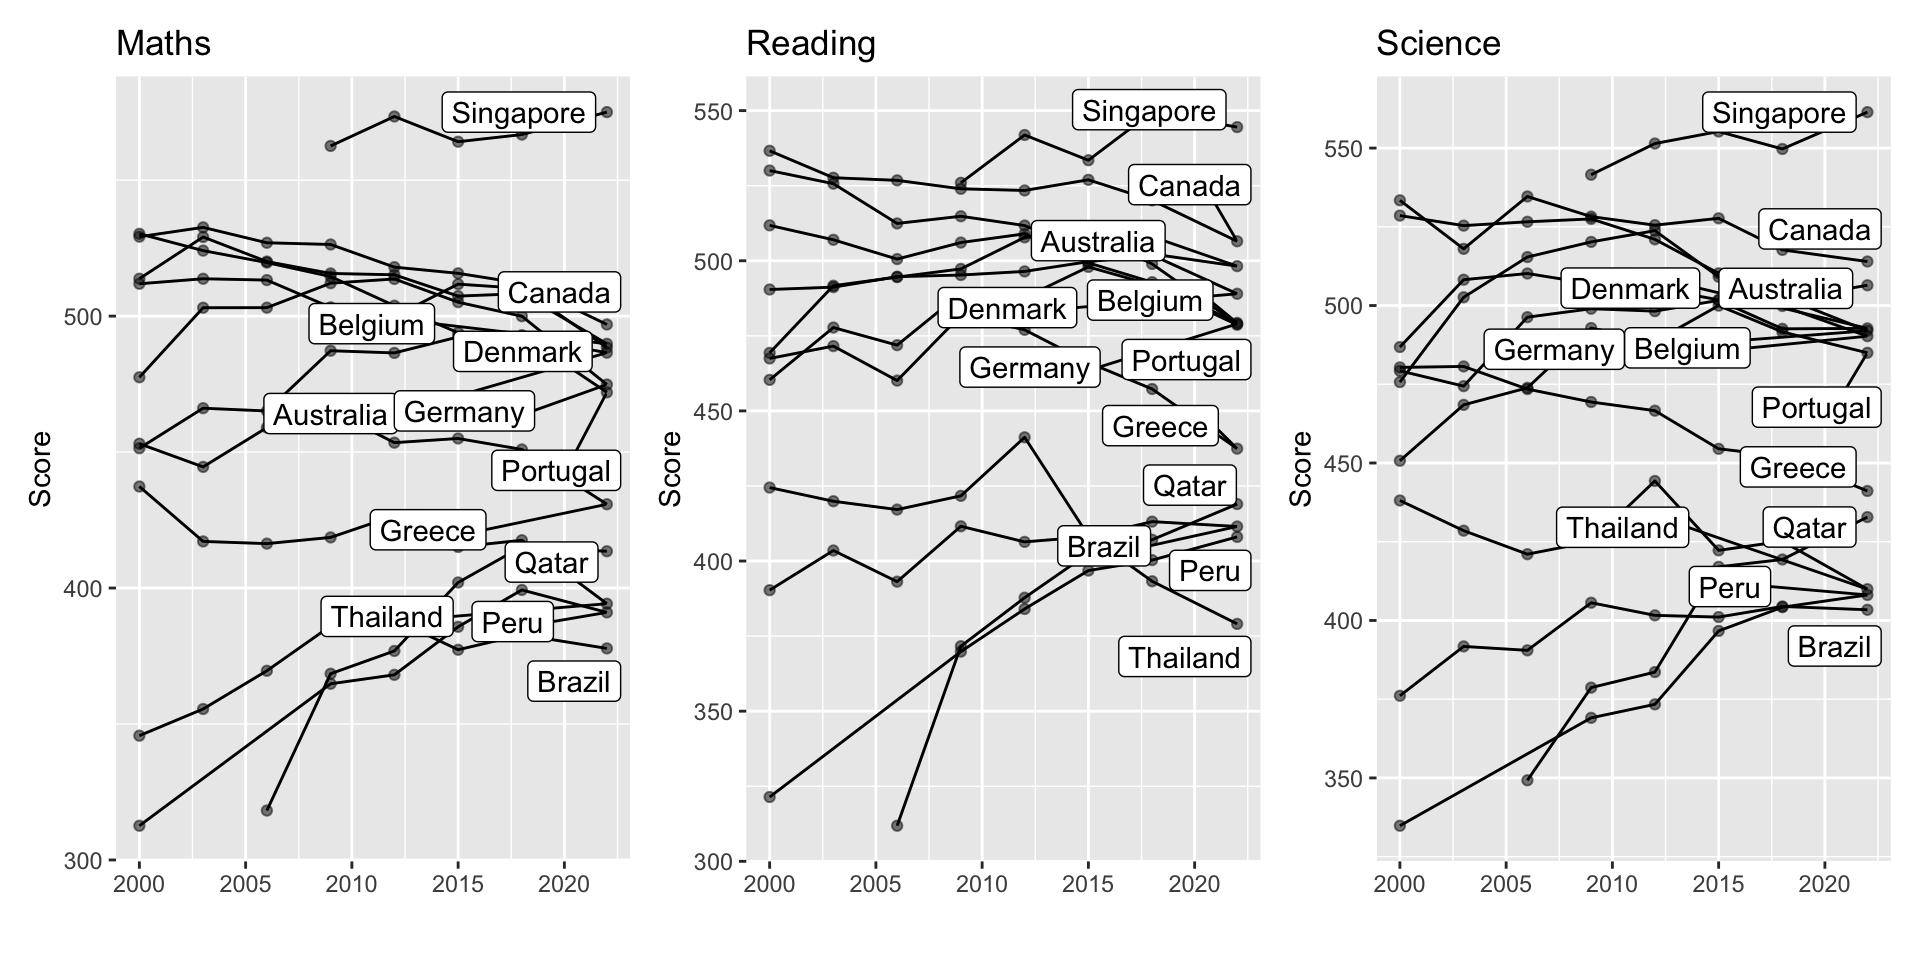 Maths
Score
500
400
300
2000 2005 2010 2015 2020
Singapore
Canada
Belgium
Denmark
Australia
Germany
Portugal
Greece
Qatar
Thailand
Peru
Brazil
Reading
Score
550
500
450
400
350
300
2000 2005 2010 2015 2020
Singapore
Canada
Australia
Denmark
Belgium
Germany
Portugal
Greece
Qatar
Brazil
Peru
Thailand
Science
Score
550
500
450
400
350
2000 2005 2010 2015 2020
Singapore
Canada
Denmark
Australia
Germany
Belgium
Portugal
Greece
Thailand
Qatar
Peru
Brazil